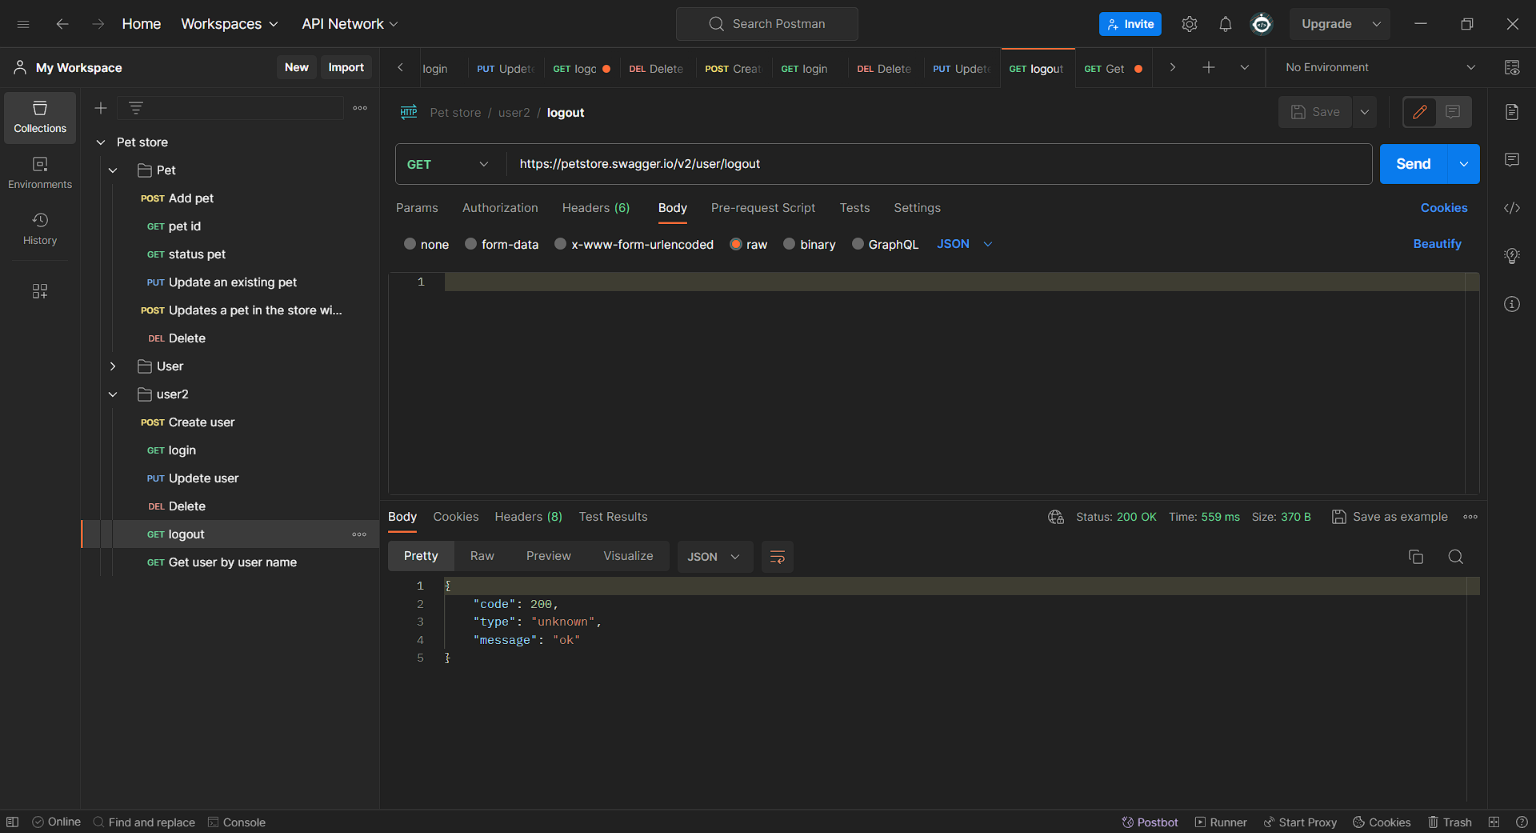 Home Workspaces API Network Search Postman Invite Upgrade
My Workspace New Import login PUT Updet GET logo DEL Delete POST Creat GET login DEL Delete PUT Updet GET logout GET Get No Environment
Collections
Environments
History
Pet store
Pet
POST Add pet
GET pet id
GET status pet
PUT Update an existing pet
POST Updates a pet in the store wi...
DEL Delete
User
user2
POST Create user
GET login
PUT Updete user
DEL Delete
GET logout
GET Get user by user name
HTTP Pet store / user2 / logout Save
GET https://petstore.swagger.io/v2/user/logout Send
Params Authorization Headers (6) Body Pre-request Script Tests Settings Cookies
none form-data x-www-form-urlencoded raw binary GraphQL JSON Beautify
1
Body Cookies Headers (8) Test Results Status: 200 OK Time: 559 ms Size: 370 B Save as example
Pretty Raw Preview Visualize JSON
1 {
2 "code": 200,
3 "type": "unknown",
4 "message": "ok"
5 }
Online Find and replace Console Postbot Runner Start Proxy Cookies Trash